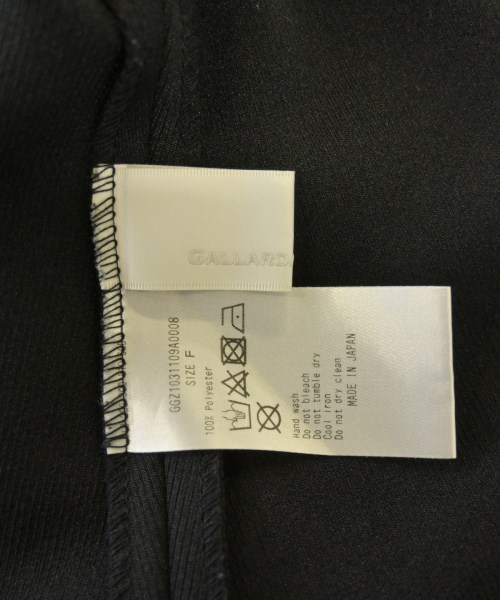 GALLARD
GGZ1031109A0008
SIZE F
100% Polyester
Hand wash
Do not bleach
Do not tumble dry
Cool iron
Do not dry clean
MADE IN JAPAN